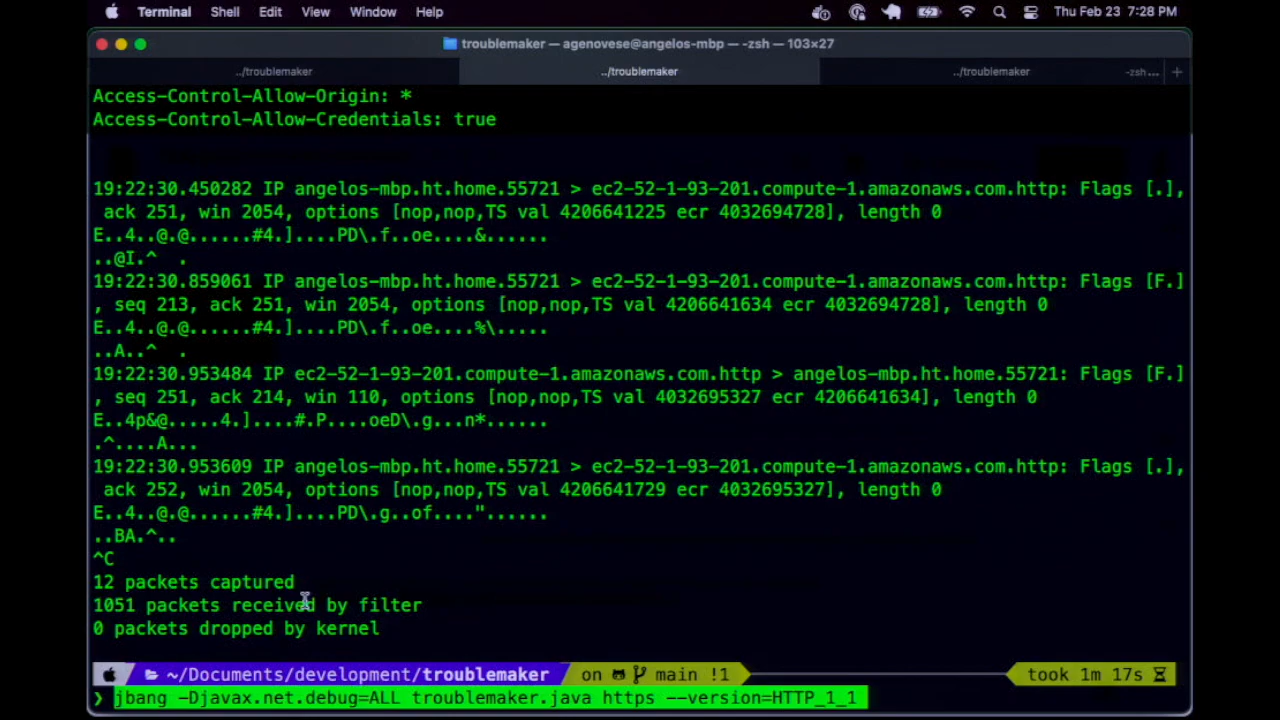 Terminal Shell Edit View Window Help Thu Feb 23 7:28 PM
troublemaker — agenovese@angelos-mbp — -zsh — 103×27
../troublemaker ../troublemaker ../troublemaker -zsh... +
Access-Control-Allow-Origin: *
Access-Control-Allow-Credentials: true
19:22:30.450282 IP angelos-mbp.ht.home.55721 > ec2-52-1-93-201.compute-1.amazonaws.com.http: Flags [.],
ack 251, win 2054, options [nop,nop,TS val 4206641225 ecr 4032694728], length 0
E..4..@.@......#4.]....PD\.f..oe....&......
..@I.^ .
19:22:30.859061 IP angelos-mbp.ht.home.55721 > ec2-52-1-93-201.compute-1.amazonaws.com.http: Flags [F.]
, seq 213, ack 251, win 2054, options [nop,nop,TS val 4206641634 ecr 4032694728], length 0
E..4..@.@......#4.]....PD\.f..oe....%\.....
..A..^ .
19:22:30.953484 IP ec2-52-1-93-201.compute-1.amazonaws.com.http > angelos-mbp.ht.home.55721: Flags [F.]
, seq 251, ack 214, win 110, options [nop,nop,TS val 4032695327 ecr 4206641634], length 0
E..4p&@.....4.]....#.P....oeD\.g...n*......
.^....A...
19:22:30.953609 IP angelos-mbp.ht.home.55721 > ec2-52-1-93-201.compute-1.amazonaws.com.http: Flags [.],
ack 252, win 2054, options [nop,nop,TS val 4206641729 ecr 4032695327], length 0
E..4..@.@......#4.]....PD\.g..of...."......
..BA.^..
^C
12 packets captured
1051 packets received by filter
0 packets dropped by kernel
~/Documents/development/troublemaker on main !1 took 1m 17s
❯ jbang -Djavax.net.debug=ALL troublemaker.java https --version=HTTP_1_1